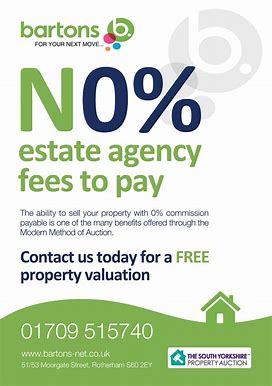 bartons b.
FOR YOUR NEXT MOVE...
b.
N0%
estate agency
fees to pay
The ability to sell your property with 0% commission
payable is one of the many benefits offered through the
Modern Method of Auction.
Contact us today for a FREE
property valuation
01709 515740
www.bartons-net.co.uk
51/53 Moorgate Street, Rotherham S60 2EY
THE SOUTH YORKSHIRE
PROPERTY AUCTION